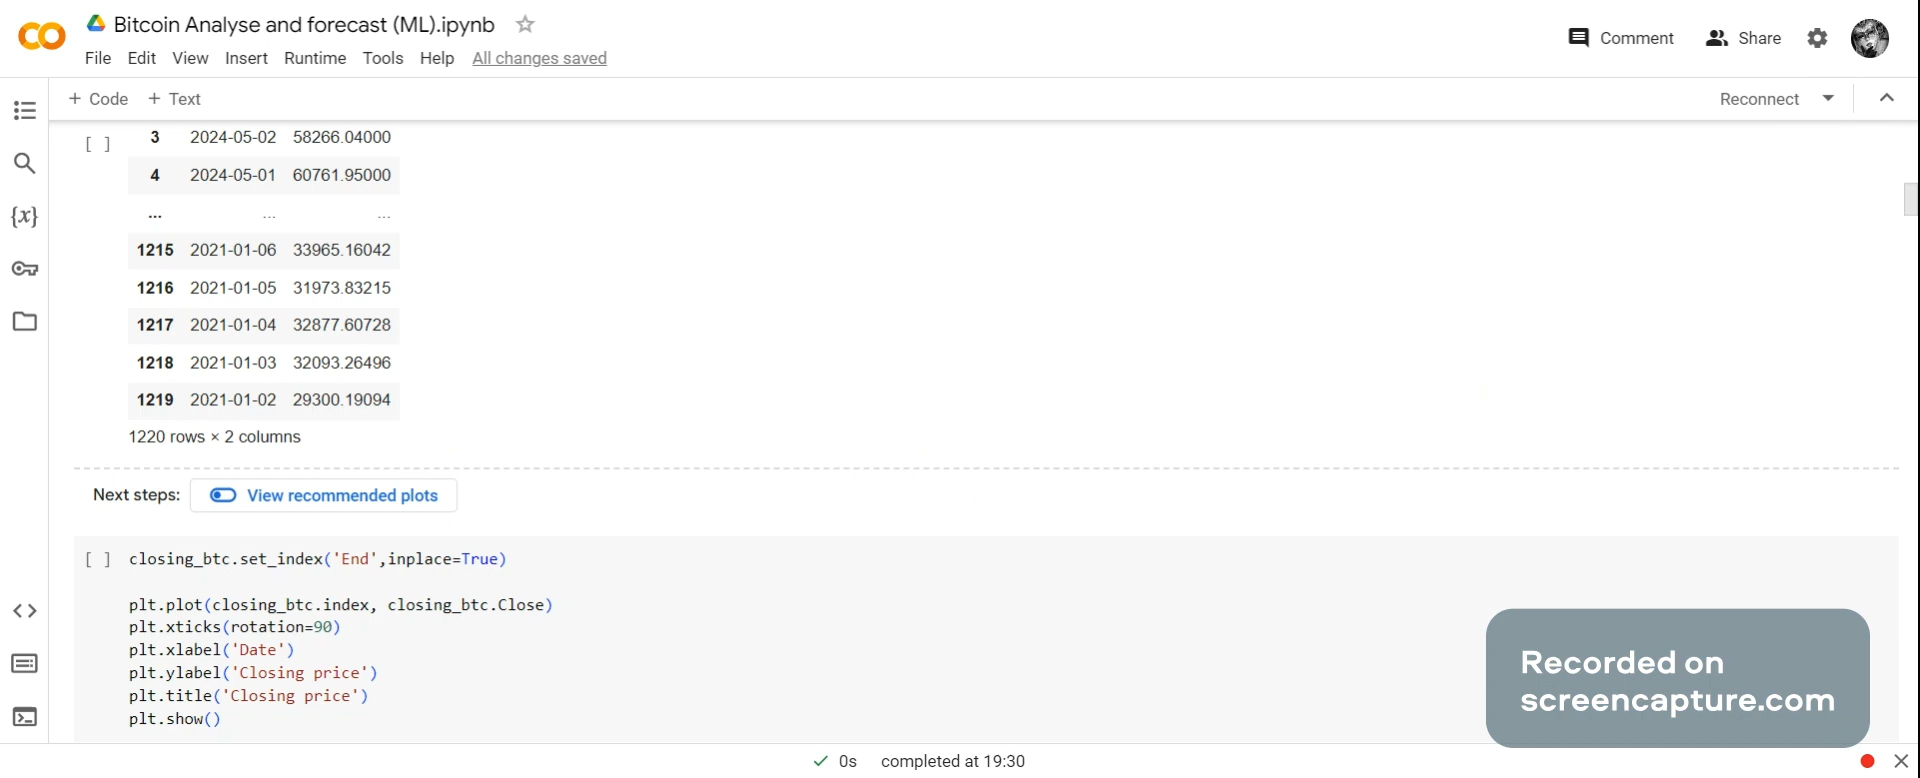 Bitcoin Analyse and forecast (ML).ipynb
File Edit View Insert Runtime Tools Help All changes saved
Comment Share
+ Code + Text
Reconnect
[ ]
3 2024-05-02 58266.04000
4 2024-05-01 60761.95000
... ... ...
1215 2021-01-06 33965.16042
1216 2021-01-05 31973.83215
1217 2021-01-04 32877.60728
1218 2021-01-03 32093.26496
1219 2021-01-02 29300.19094
1220 rows × 2 columns
Next steps: View recommended plots
[ ] closing_btc.set_index('End',inplace=True)
plt.plot(closing_btc.index, closing_btc.Close)
plt.xticks(rotation=90)
plt.xlabel('Date')
plt.ylabel('Closing price')
plt.title('Closing price')
plt.show()
Recorded on
screencapture.com
0s completed at 19:30